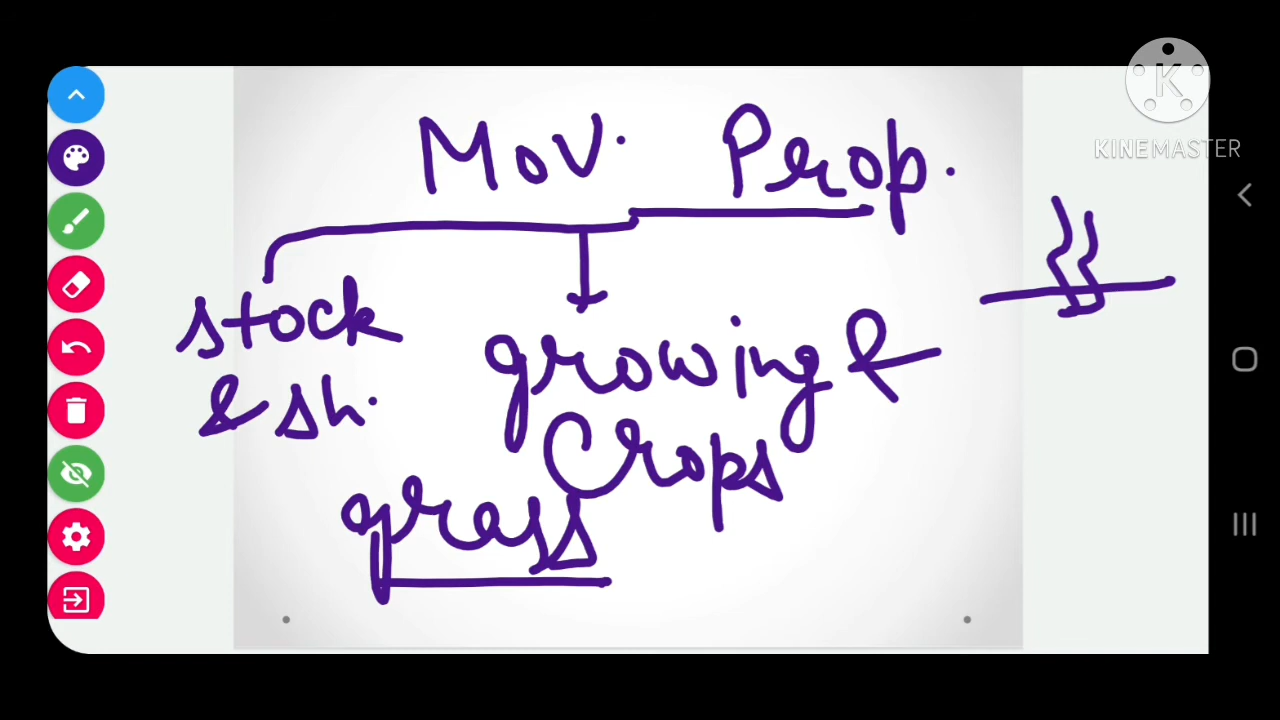 Mov. Prop.
KINEMASTER
stock
& sh.
growing &
Crops
grass